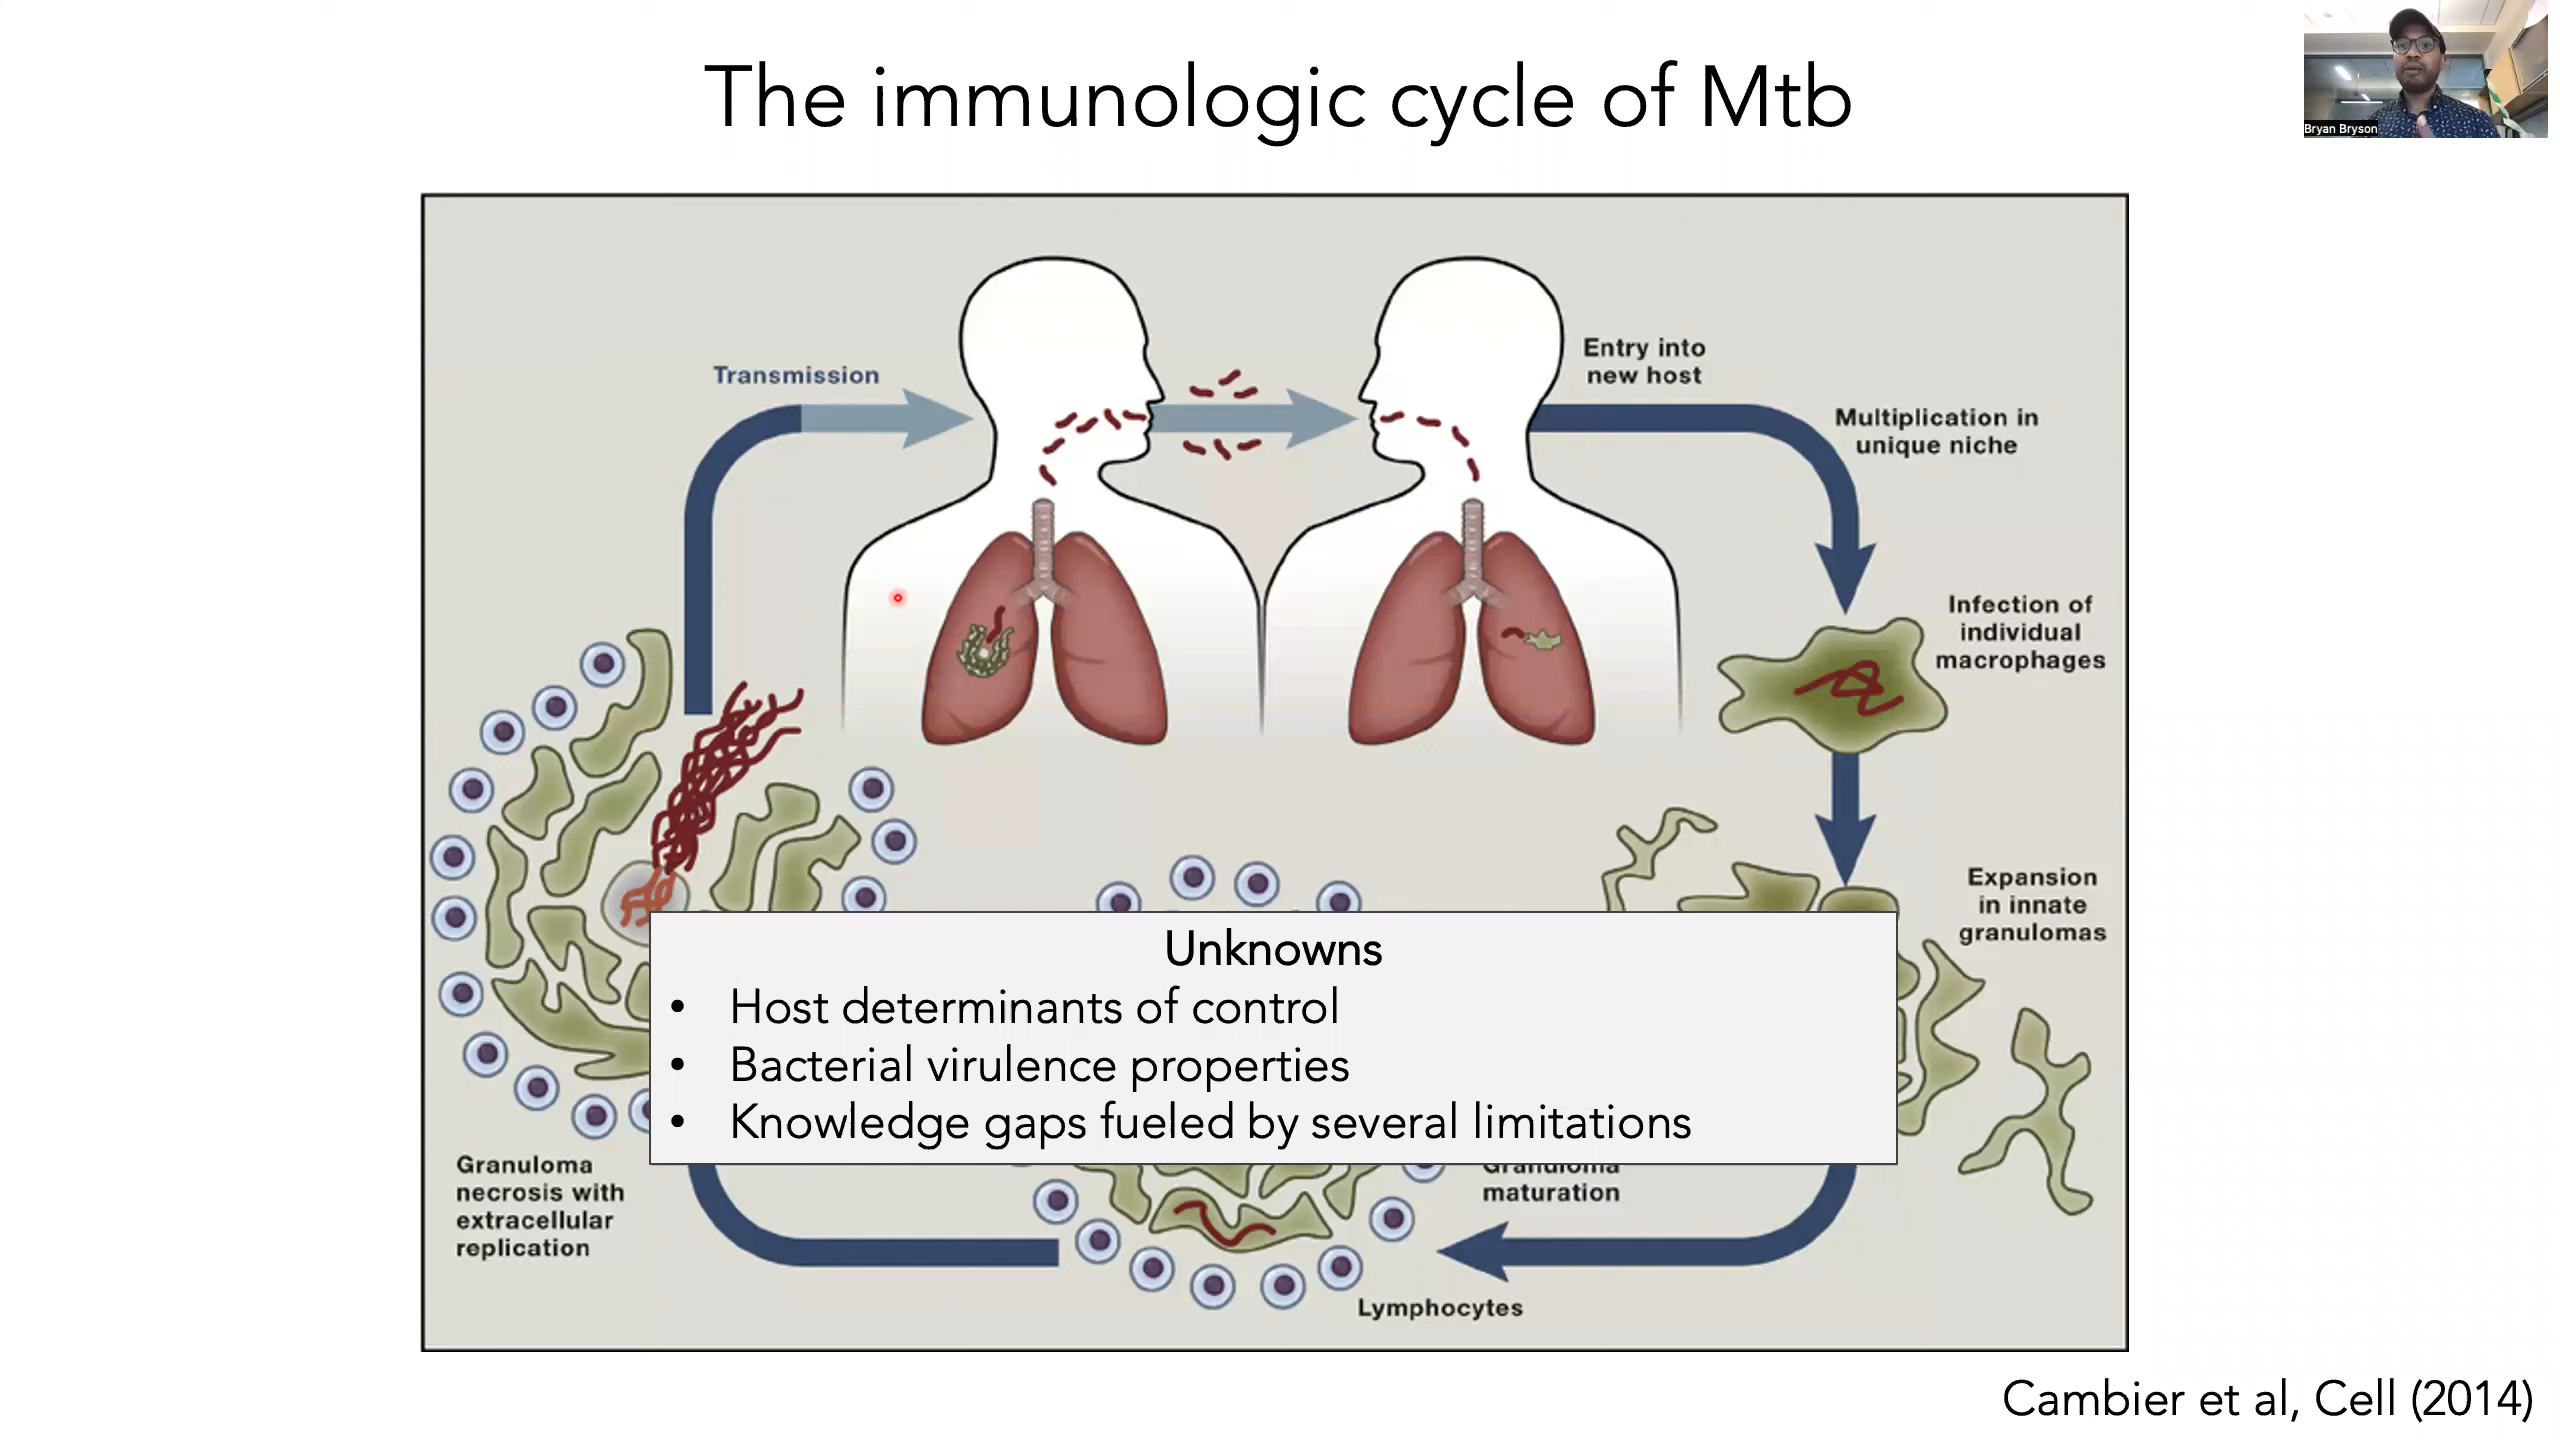 The immunologic cycle of Mtb
Bryan Bryson
Transmission
Entry into
new host
Multiplication in
unique niche
Infection of
individual
macrophages
Expansion
in innate
granulomas
Unknowns
• Host determinants of control
• Bacterial virulence properties
• Knowledge gaps fueled by several limitations
Granuloma
necrosis with
extracellular
replication
Granuloma
maturation
Lymphocytes
Cambier et al, Cell (2014)